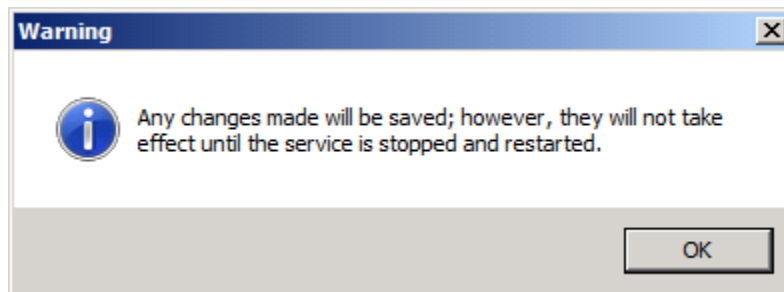 Warning
Any changes made will be saved; however, they will not take
effect until the service is stopped and restarted.
OK